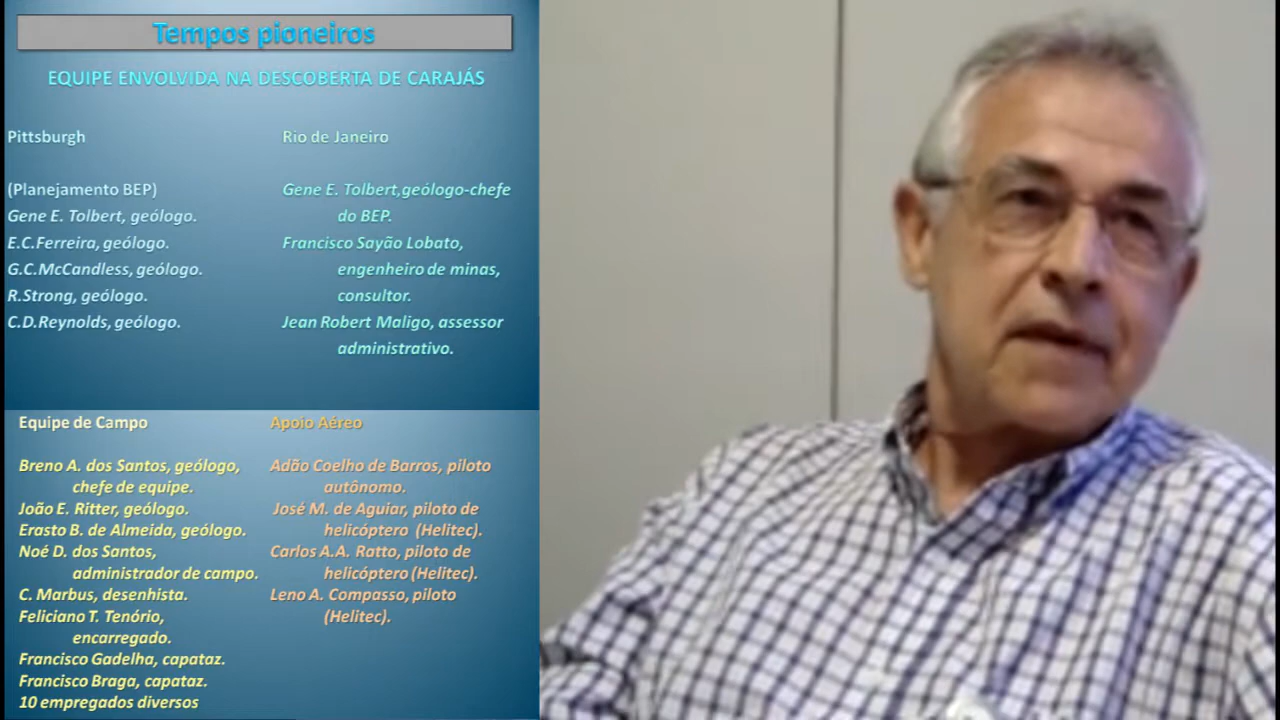 Tempos pioneiros
EQUIPE ENVOLVIDA NA DESCOBERTA DE CARAJÁS
Pittsburgh
(Planejamento BEP)
Gene E. Tolbert, geólogo.
E.C.Ferreira, geólogo.
G.C.McCandless, geólogo.
R.Strong, geólogo.
C.D.Reynolds, geólogo.
Rio de Janeiro
Gene E. Tolbert,geólogo-chefe
do BEP.
Francisco Sayão Lobato,
engenheiro de minas,
consultor.
Jean Robert Maligo, assessor
administrativo.
Equipe de Campo
Breno A. dos Santos, geólogo,
chefe de equipe.
João E. Ritter, geólogo.
Erasto B. de Almeida, geólogo.
Noé D. dos Santos,
administrador de campo.
C. Marbus, desenhista.
Feliciano T. Tenório,
encarregado.
Francisco Gadelha, capataz.
Francisco Braga, capataz.
10 empregados diversos
Apoio Aéreo
Adão Coelho de Barros, piloto
autônomo.
José M. de Aguiar, piloto de
helicóptero (Helitec).
Carlos A.A. Ratto, piloto de
helicóptero (Helitec).
Leno A. Compasso, piloto
(Helitec).